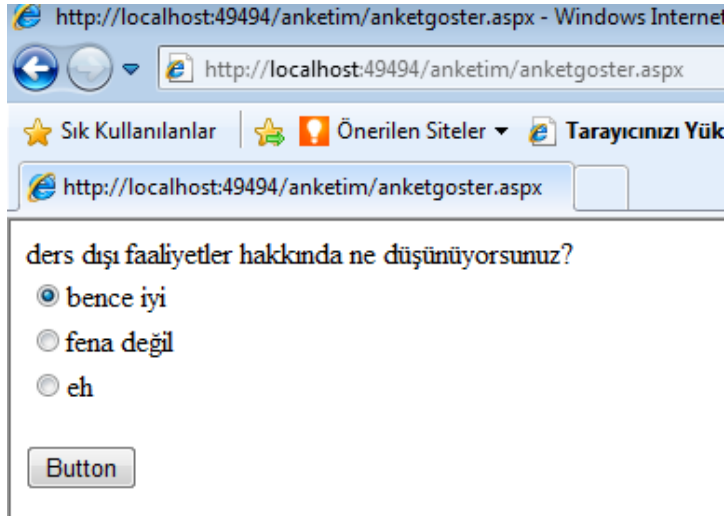 http://localhost:49494/anketim/anketgoster.aspx - Windows Internet
http://localhost:49494/anketim/anketgoster.aspx
Sık Kullanılanlar Önerilen Siteler Tarayıcınızı Yük
http://localhost:49494/anketim/anketgoster.aspx
ders dışı faaliyetler hakkında ne düşünüyorsunuz?
bence iyi
fena değil
eh
Button